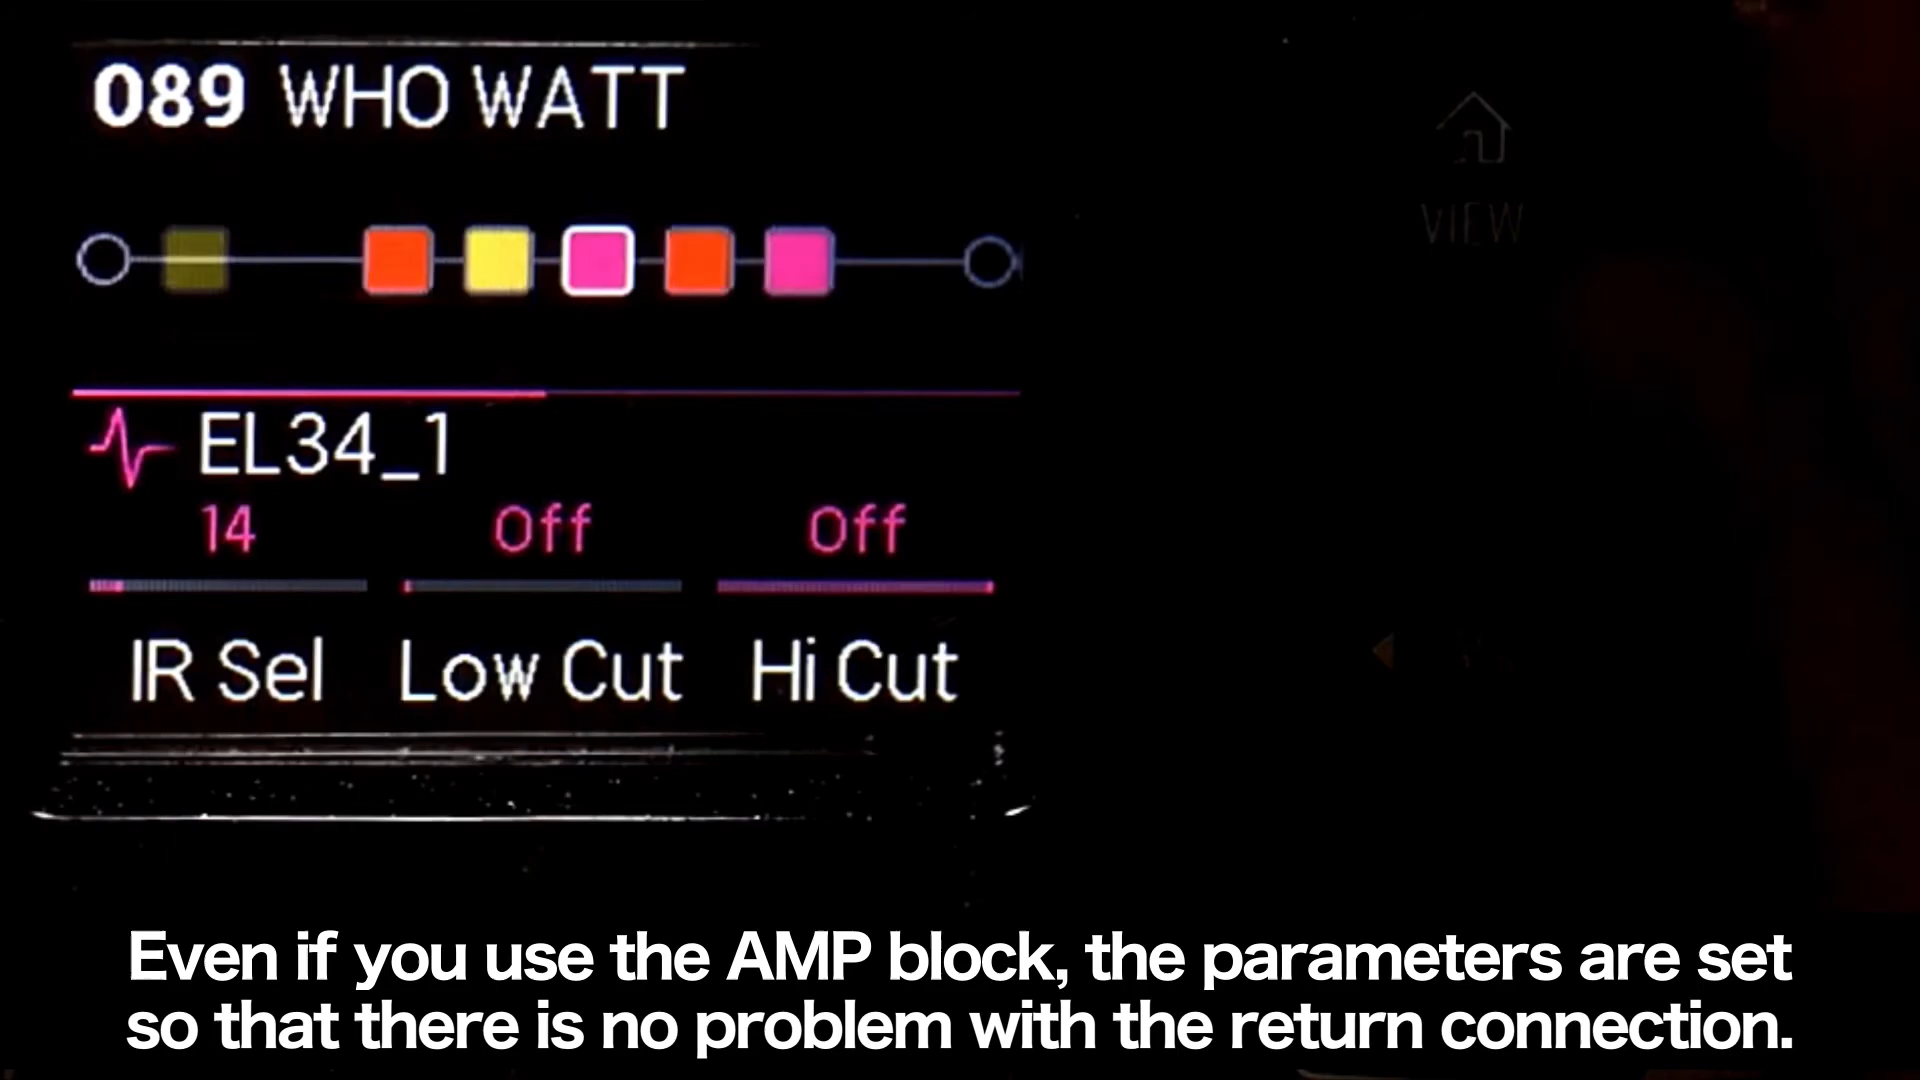 089 WHO WATT
VIEW
EL34_1
14 Off Off
IR Sel Low Cut Hi Cut
Even if you use the AMP block, the parameters are set
so that there is no problem with the return connection.